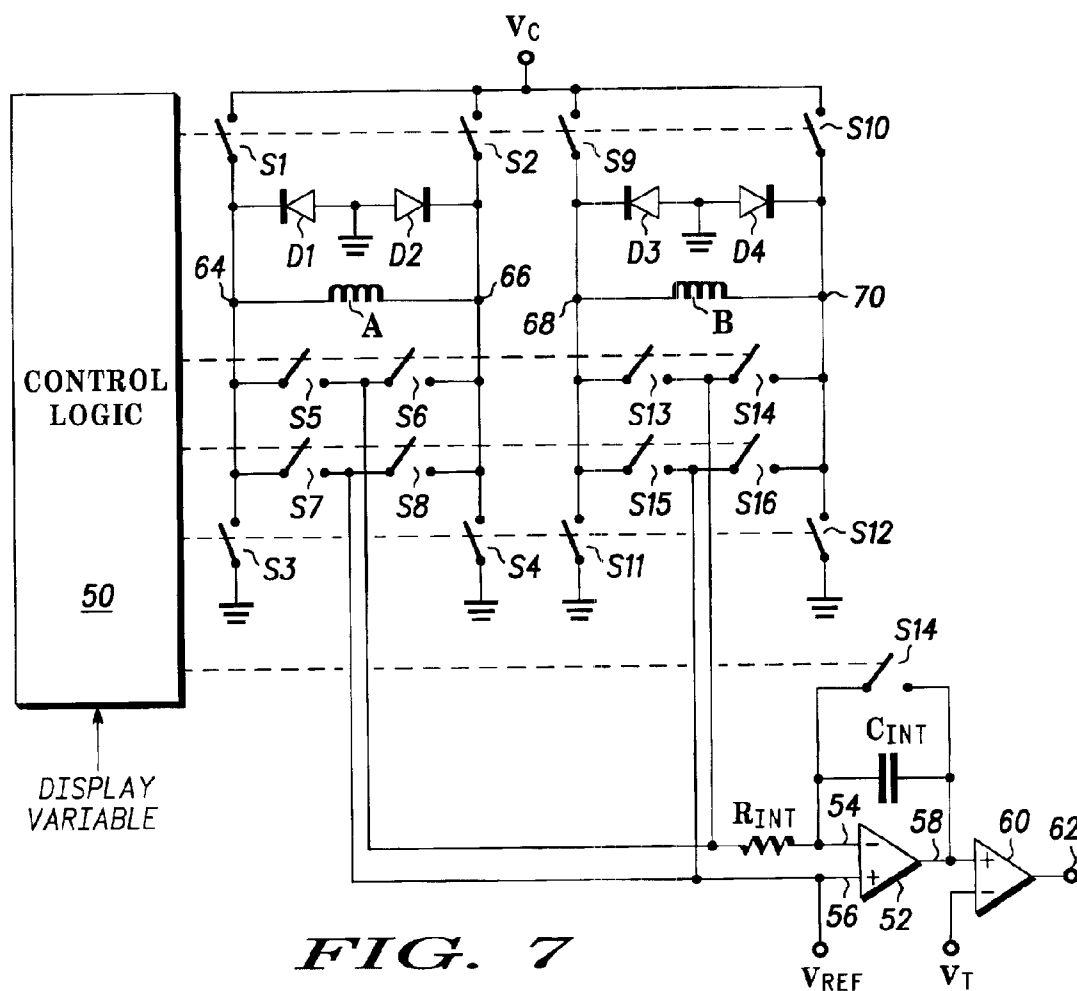 VC
S1
S2
S9
S10
D1
D2
D3
D4
64
66
68
70
A
B
CONTROL
LOGIC
50
S5
S6
S13
S14
S7
S8
S15
S16
S3
S4
S11
S12
S14
CINT
DISPLAY
VARIABLE
RINT
54
58
60
62
-
+
+
-
56
52
VREF
VT
FIG. 7